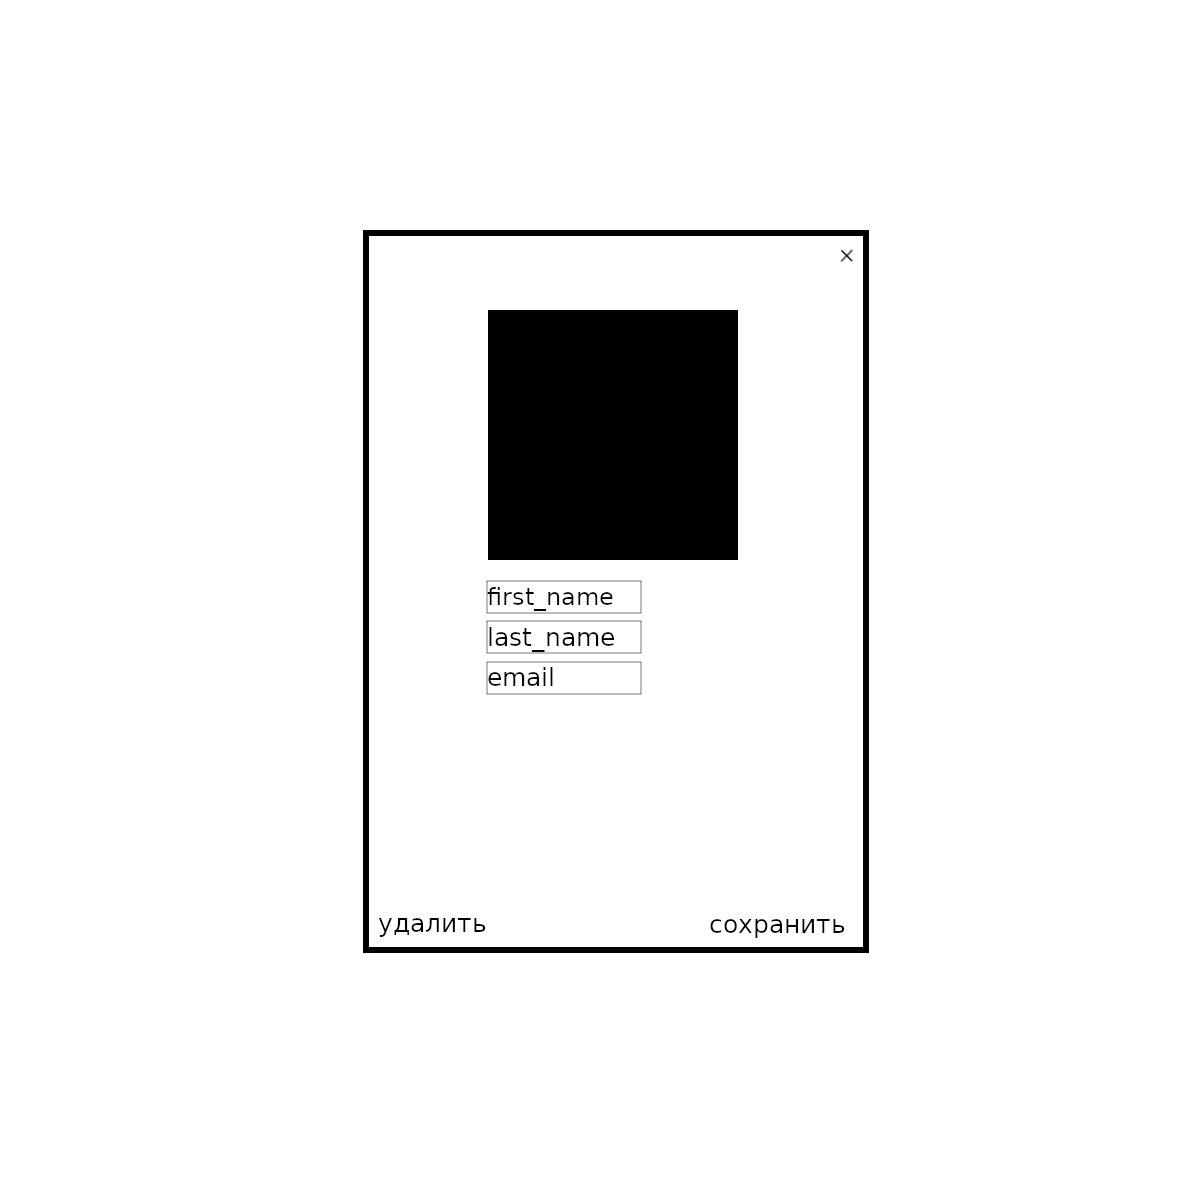 ×
first_name
last_name
email
удалить
сохранить